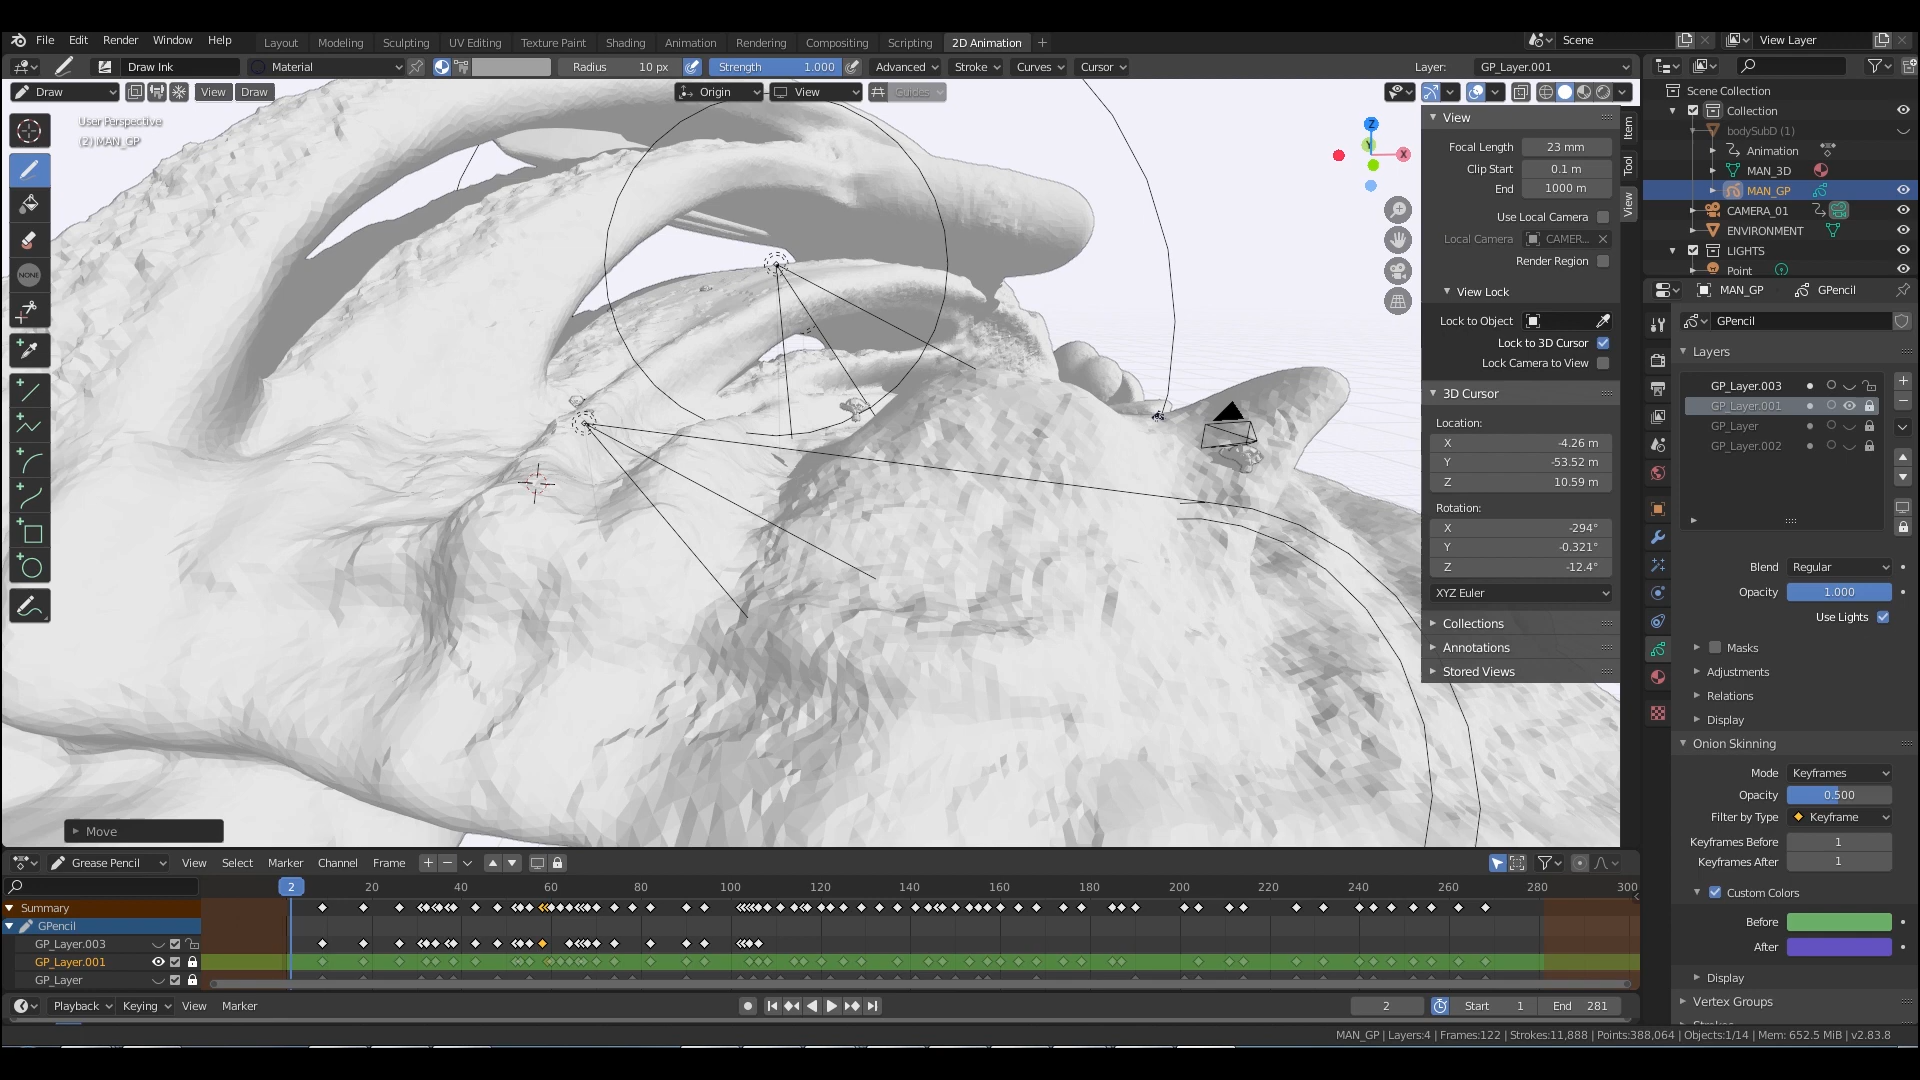 File Edit Render Window Help Layout Modeling Sculpting UV Editing Texture Paint Shading Animation Rendering Compositing Scripting 2D Animation + Scene View Layer
Draw Ink Material Radius 10 px Strength 1.000 Advanced Stroke Curves Cursor Layer: GP_Layer.001
Draw View Draw Origin View Guides
User Perspective
(2) MAN_GP
Z
Y
X
NONE
View
Focal Length 23 mm
Clip Start 0.1 m
End 1000 m
Use Local Camera
Local Camera CAMER...
Render Region
View Lock
Lock to Object
Lock to 3D Cursor
Lock Camera to View
3D Cursor
Location:
X -4.26 m
Y -53.52 m
Z 10.59 m
Rotation:
X -294°
Y -0.321°
Z -12.4°
XYZ Euler
Collections
Annotations
Stored Views
Item
Tool
View
Scene Collection
Collection
bodySubD (1)
Animation
MAN_3D
MAN_GP
CAMERA_01
ENVIRONMENT
LIGHTS
Point
MAN_GP GPencil
GPencil
Layers
GP_Layer.003
GP_Layer.001
GP_Layer
GP_Layer.002
Blend Regular
Opacity 1.000
Use Lights
Masks
Adjustments
Relations
Display
Onion Skinning
Mode Keyframes
Opacity 0.500
Filter by Type Keyframe
Keyframes Before 1
Keyframes After 1
Custom Colors
Before
After
Display
Vertex Groups
Move
Grease Pencil View Select Marker Channel Frame
2 20 40 60 80 100 120 140 160 180 200 220 240 260 280 300
Summary
GPencil
GP_Layer.003
GP_Layer.001
GP_Layer
Playback Keying View Marker 2 Start 1 End 281
MAN_GP | Layers:4 | Frames:122 | Strokes:11,888 | Points:388,064 | Objects:1/14 | Mem: 652.5 MiB | v2.83.8